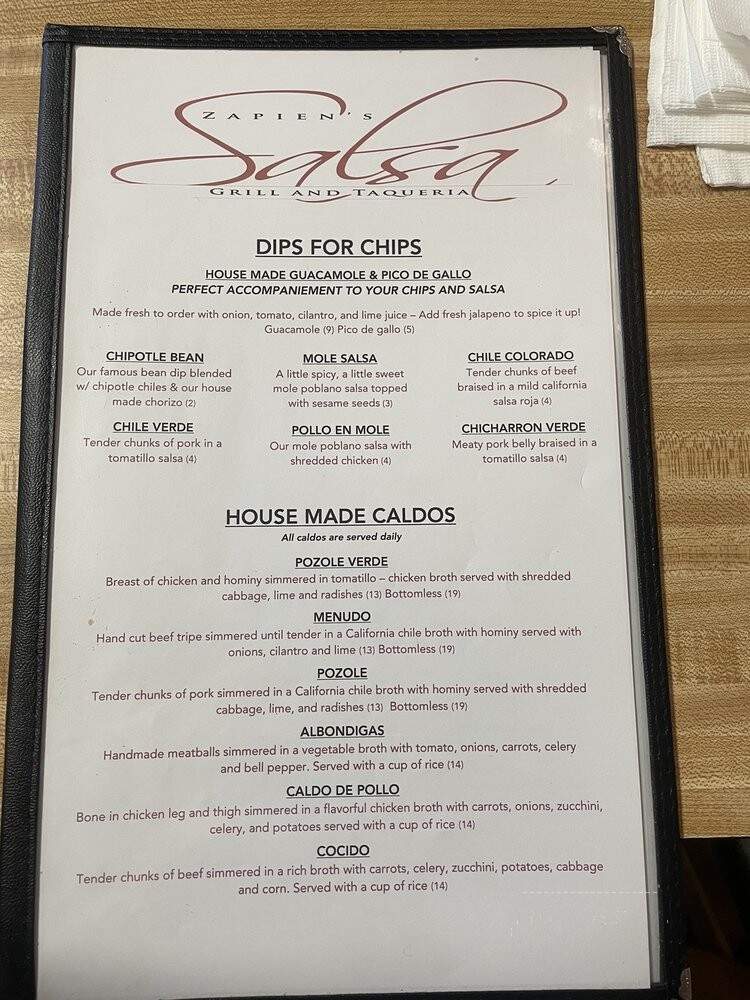 ZAPIEN'S
Salsa
GRILL AND TAQUERIA
DIPS FOR CHIPS
HOUSE MADE GUACAMOLE & PICO DE GALLO
PERFECT ACCOMPANIEMENT TO YOUR CHIPS AND SALSA
Made fresh to order with onion, tomato, cilantro, and lime juice – Add fresh jalapeno to spice it up!
Guacamole (9) Pico de gallo (5)
CHIPOTLE BEAN
Our famous bean dip blended
w/ chipotle chiles & our house
made chorizo (2)
MOLE SALSA
A little spicy, a little sweet
mole poblano salsa topped
with sesame seeds (3)
CHILE COLORADO
Tender chunks of beef
braised in a mild california
salsa roja (4)
CHILE VERDE
Tender chunks of pork in a
tomatillo salsa (4)
POLLO EN MOLE
Our mole poblano salsa with
shredded chicken (4)
CHICHARRON VERDE
Meaty pork belly braised in a
tomatillo salsa (4)
HOUSE MADE CALDOS
All caldos are served daily
POZOLE VERDE
Breast of chicken and hominy simmered in tomatillo – chicken broth served with shredded
cabbage, lime and radishes (13) Bottomless (19)
MENUDO
Hand cut beef tripe simmered until tender in a California chile broth with hominy served with
onions, cilantro and lime (13) Bottomless (19)
POZOLE
Tender chunks of pork simmered in a California chile broth with hominy served with shredded
cabbage, lime, and radishes (13) Bottomless (19)
ALBONDIGAS
Handmade meatballs simmered in a vegetable broth with tomato, onions, carrots, celery
and bell pepper. Served with a cup of rice (14)
CALDO DE POLLO
Bone in chicken leg and thigh simmered in a flavorful chicken broth with carrots, onions, zucchini,
celery, and potatoes served with a cup of rice (14)
COCIDO
Tender chunks of beef simmered in a rich broth with carrots, celery, zucchini, potatoes, cabbage
and corn. Served with a cup of rice (14)